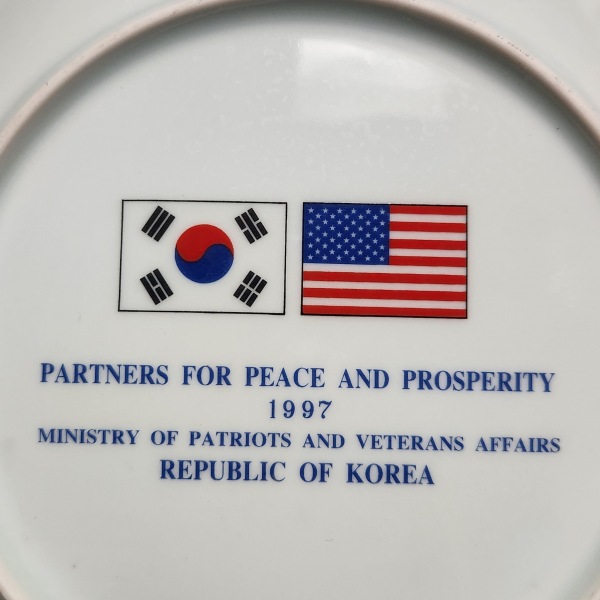 PARTNERS FOR PEACE AND PROSPERITY
1997
MINISTRY OF PATRIOTS AND VETERANS AFFAIRS
REPUBLIC OF KOREA